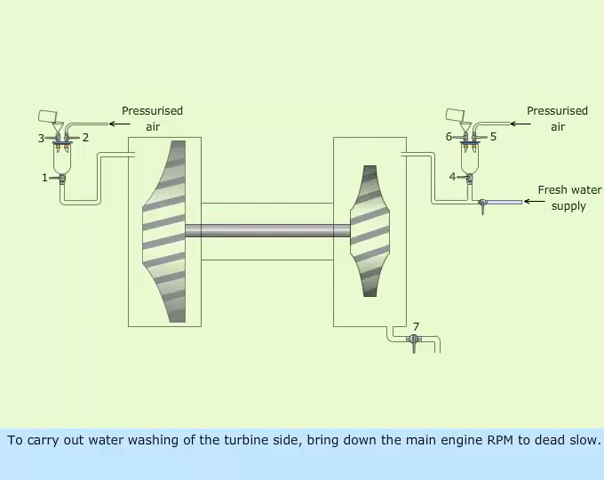 Pressurised
air
3
2
1
Pressurised
air
6
5
4
Fresh water
supply
7
To carry out water washing of the turbine side, bring down the main engine RPM to dead slow.